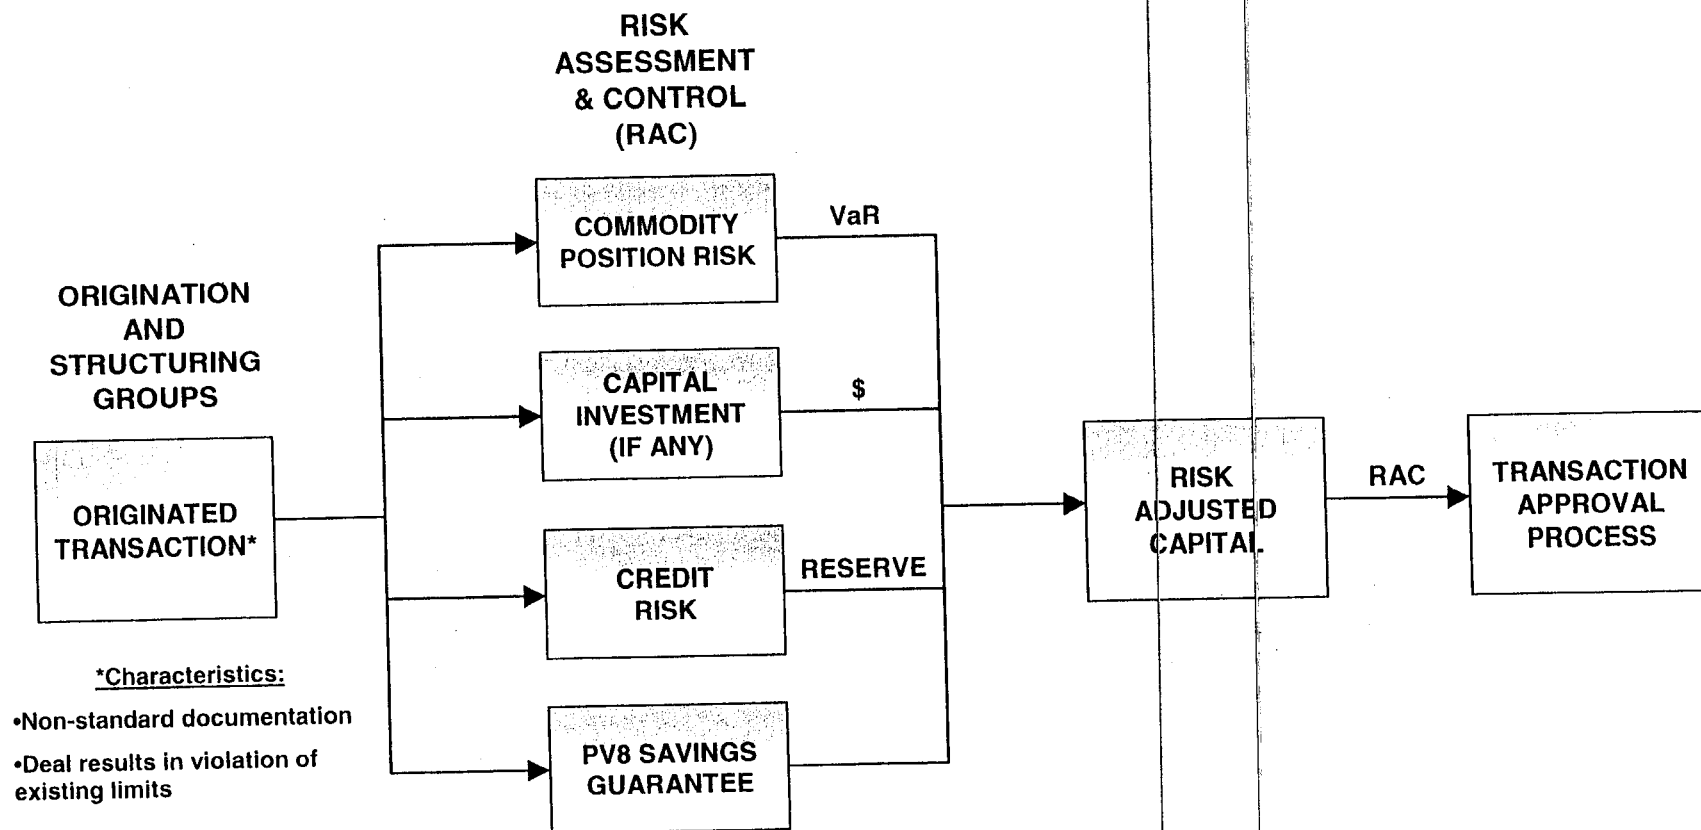 RISK
ASSESSMENT
& CONTROL
(RAC)
ORIGINATION
AND
STRUCTURING
GROUPS
ORIGINATED
TRANSACTION*
*Characteristics:
•Non-standard documentation
•Deal results in violation of
existing limits
COMMODITY
POSITION RISK
VaR
CAPITAL
INVESTMENT
(IF ANY)
$
CREDIT
RISK
RESERVE
PV8 SAVINGS
GUARANTEE
RISK
ADJUSTED
CAPITAL
RAC
TRANSACTION
APPROVAL
PROCESS